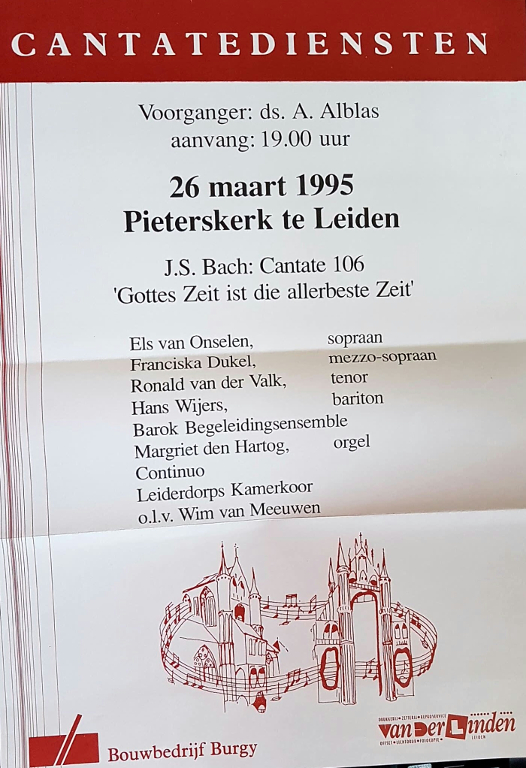 CANTATEDIENSTEN
Voorganger: ds. A. Alblas
aanvang: 19.00 uur
26 maart 1995
Pieterskerk te Leiden
J.S. Bach: Cantate 106
'Gottes Zeit ist die allerbeste Zeit'
Els van Onselen, sopraan
Franciska Dukel, mezzo-sopraan
Ronald van der Valk, tenor
Hans Wijers, bariton
Barok Begeleidingsensemble
Margriet den Hartog, orgel
Continuo
Leiderdorps Kamerkoor
o.l.v. Wim van Meeuwen
Bouwbedrijf Burgy
van Der Linden
LEIDEN